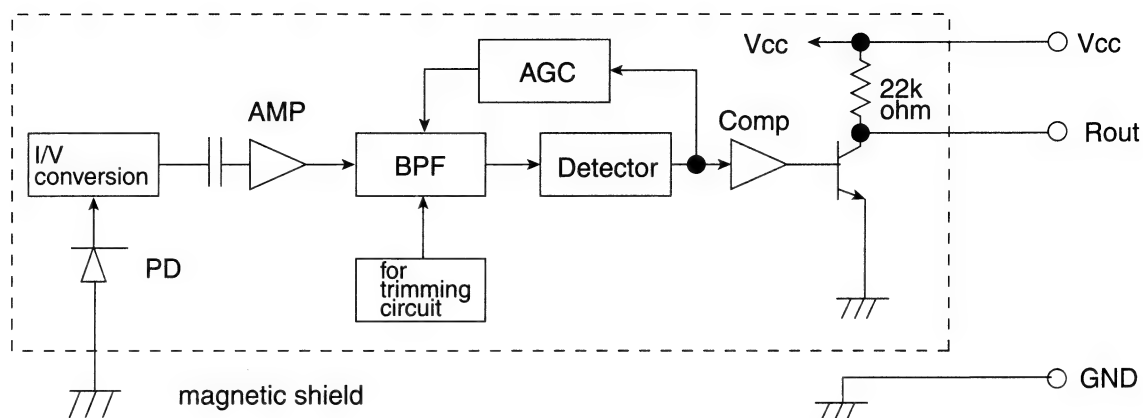 Vcc
Vcc
AGC
22k
ohm
AMP
Comp
Rout
I/V
conversion
BPF
Detector
PD
for
trimming
circuit
magnetic shield
GND